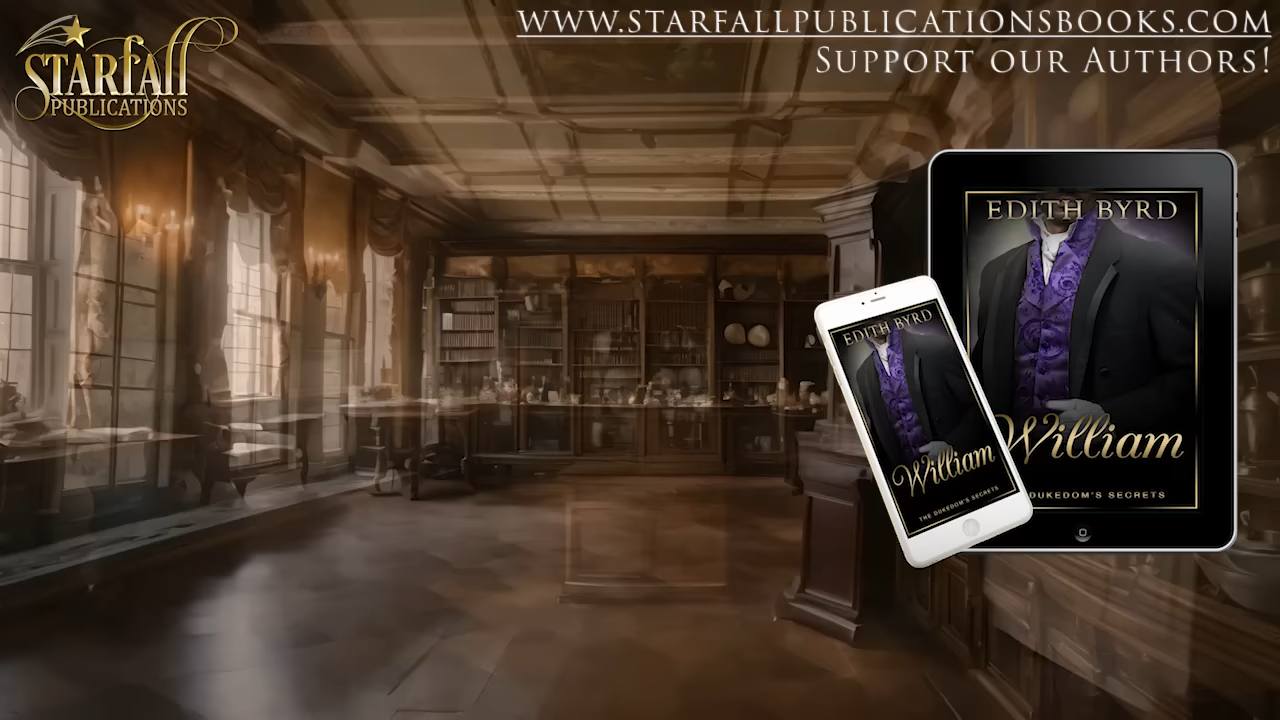 STARfall
PUBLICATIONS
WWW.STARFALLPUBLICATIONSBOOKS.COM
SUPPORT OUR AUTHORS!
EDITH BYRD
William
DUKEDOM'S SECRETS
EDITH BYRD
William
THE DUKEDOM'S SECRETS